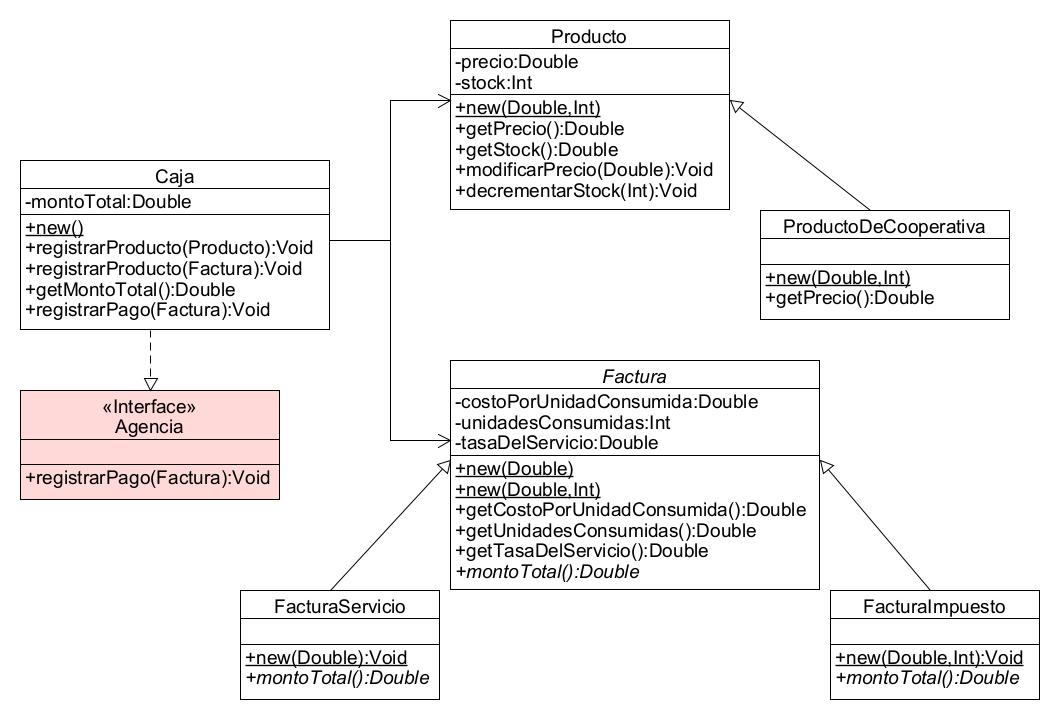 Producto
-precio:Double
-stock:Int
+new(Double,Int)
+getPrecio():Double
+getStock():Double
+modificarPrecio(Double):Void
+decrementarStock(Int):Void
Caja
-montoTotal:Double
+new()
+registrarProducto(Producto):Void
+registrarProducto(Factura):Void
+getMontoTotal():Double
+registrarPago(Factura):Void
ProductoDeCooperativa
+new(Double,Int)
+getPrecio():Double
«Interface»
Agencia
+registrarPago(Factura):Void
Factura
-costoPorUnidadConsumida:Double
-unidadesConsumidas:Int
-tasaDelServicio:Double
+new(Double)
+new(Double,Int)
+getCostoPorUnidadConsumida():Double
+getUnidadesConsumidas():Double
+getTasaDelServicio():Double
+montoTotal():Double
FacturaServicio
+new(Double):Void
+montoTotal():Double
FacturaImpuesto
+new(Double,Int):Void
+montoTotal():Double